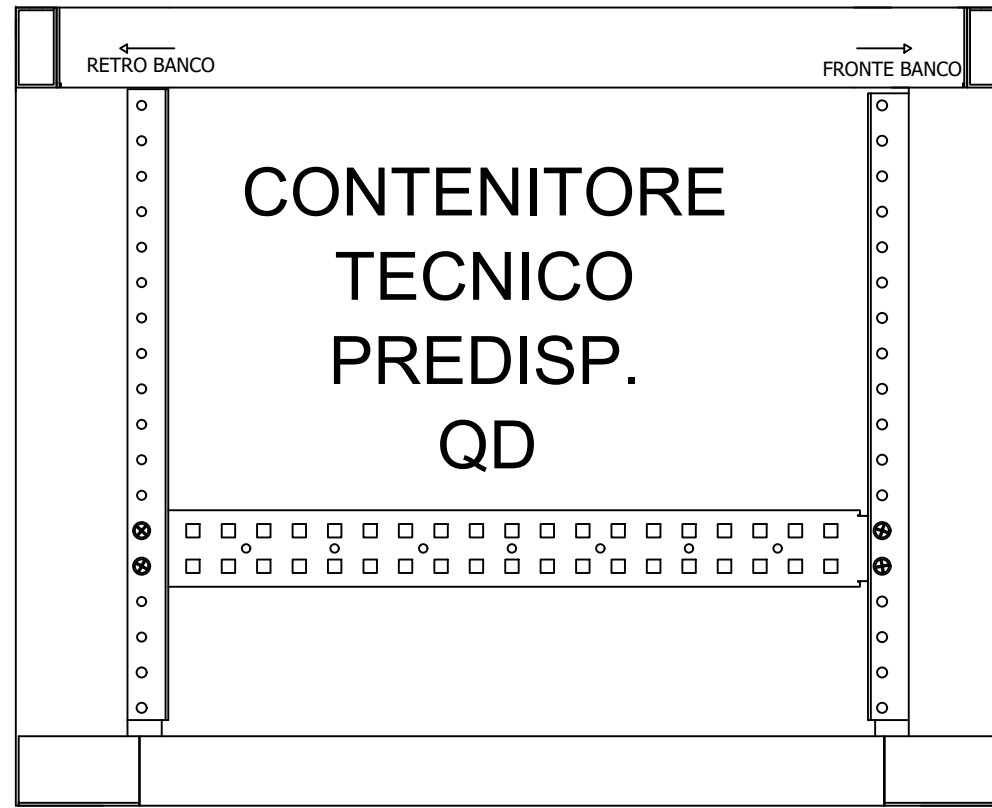 RETRO BANCO
FRONTE BANCO
CONTENITORE
TECNICO
PREDISP.
QD